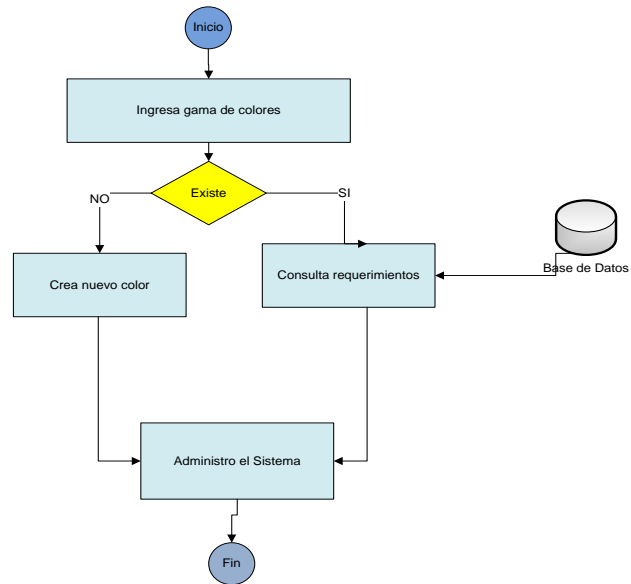 Inicio
Ingresa gama de colores
Existe
NO
SI
Crea nuevo color
Consulta requerimientos
Base de Datos
Administro el Sistema
Fin